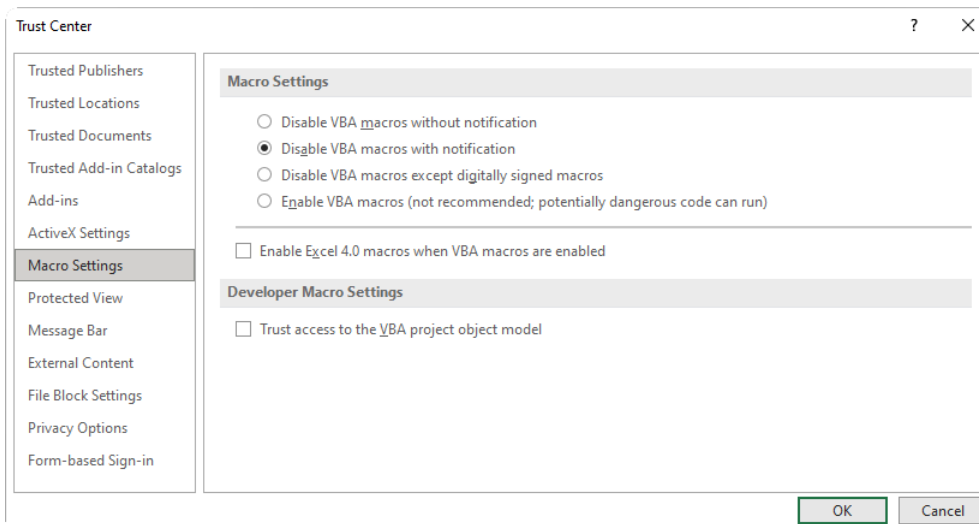 Trust Center
?
Trusted Publishers
Trusted Locations
Trusted Documents
Trusted Add-in Catalogs
Add-ins
ActiveX Settings
Macro Settings
Protected View
Message Bar
External Content
File Block Settings
Privacy Options
Form-based Sign-in
Macro Settings
Disable VBA macros without notification
Disable VBA macros with notification
Disable VBA macros except digitally signed macros
Enable VBA macros (not recommended; potentially dangerous code can run)
Enable Excel 4.0 macros when VBA macros are enabled
Developer Macro Settings
Trust access to the VBA project object model
OK
Cancel